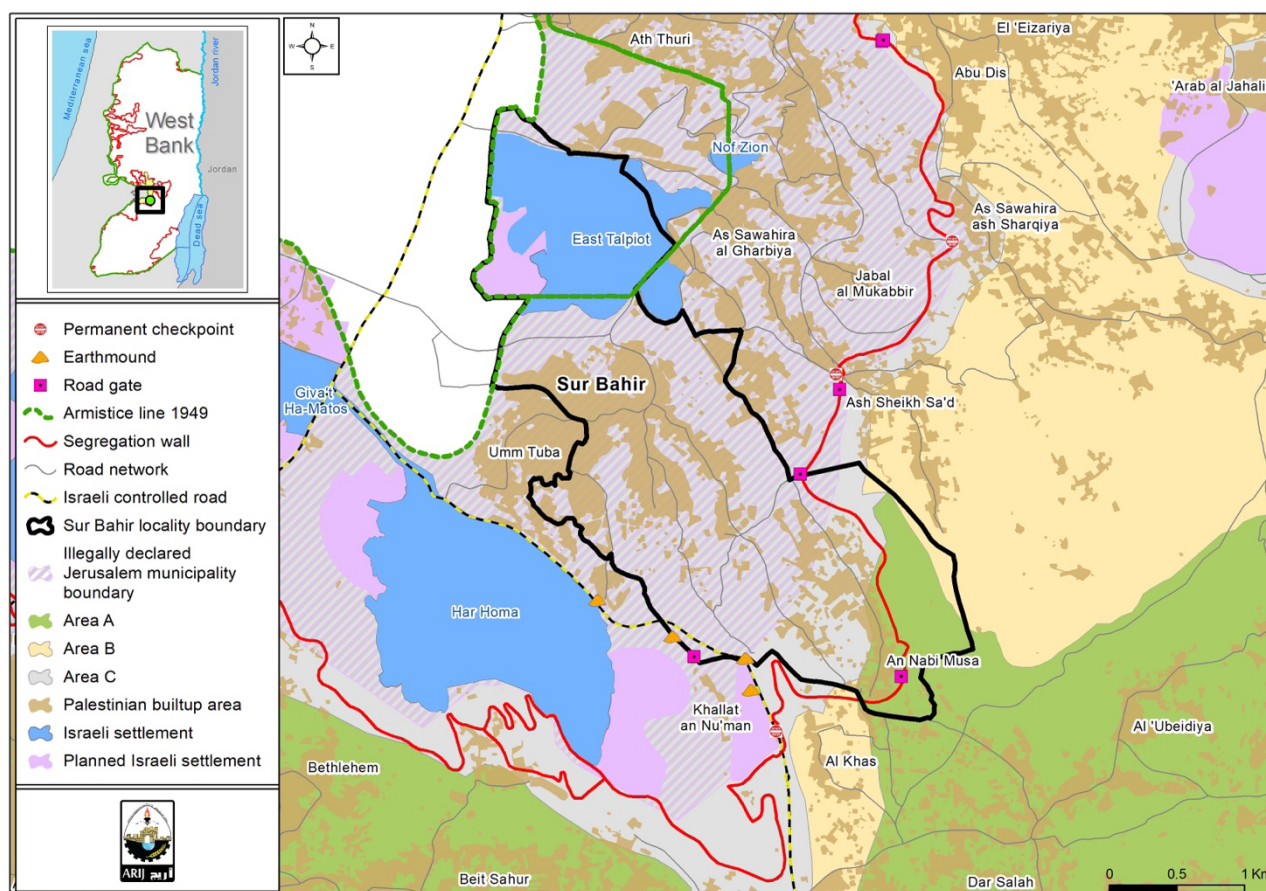 Mediterranean sea
Jordan river
West
Bank
Jordan
Dead sea
N
W
E
S
Permanent checkpoint
Earthmound
Road gate
Armistice line 1949
Segregation wall
Road network
Israeli controlled road
Sur Bahir locality boundary
Illegally declared
Jerusalem municipality
boundary
Area A
Area B
Area C
Palestinian builtup area
Israeli settlement
Planned Israeli settlement
ARIJ أريج
Ath Thuri
El 'Eizariya
Abu Dis
'Arab al Jahali
Nof Zion
As Sawahira
ash Sharqiya
East Talpiot
As Sawahira
al Gharbiya
Jabal
al Mukabbir
Sur Bahir
Giva't
Ha-Matos
Ash Sheikh Sa'd
Umm Tuba
Har Homa
An Nabi Musa
Khallat
an Nu'man
Al 'Ubeidiya
Bethlehem
Al Khas
Beit Sahur
Dar Salah
0 0.5 1 Km